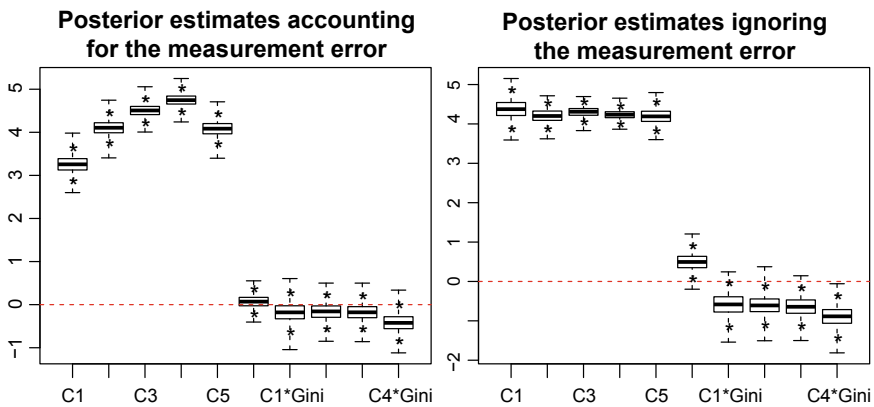 Posterior estimates accounting
for the measurement error
5
4
3
2
1
0
−1
C1 C3 C5 C1*Gini C4*Gini
Posterior estimates ignoring
the measurement error
5
4
3
2
1
0
−1
−2
C1 C3 C5 C1*Gini C4*Gini